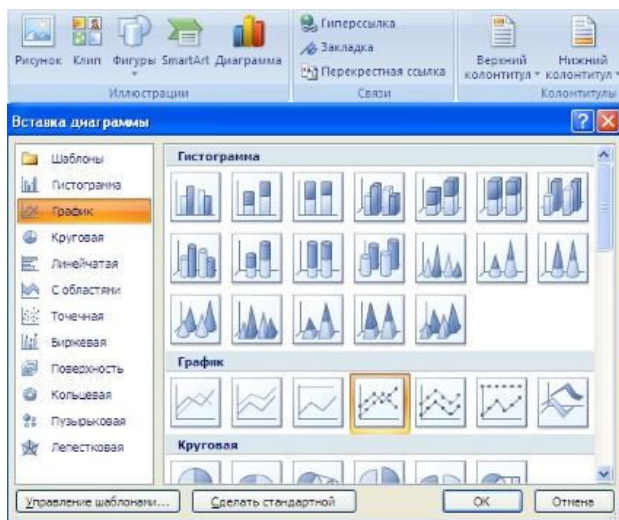 Рисунок Клип Фигуры SmartArt Диаграмма
Иллюстрации
Гиперссылка
Закладка
Перекрестная ссылка
Связи
Верхний колонтитул
Нижний колонтитул
Колонтитулы
Вставка диаграммы
Шаблоны
Гистограмма
График
Круговая
Линейчатая
С областями
Точечная
Биржевая
Поверхность
Кольцевая
Пузырьковая
Лепестковая
Гистограмма
График
Круговая
Управление шаблонами...
Сделать стандартной
ОК
Отмена